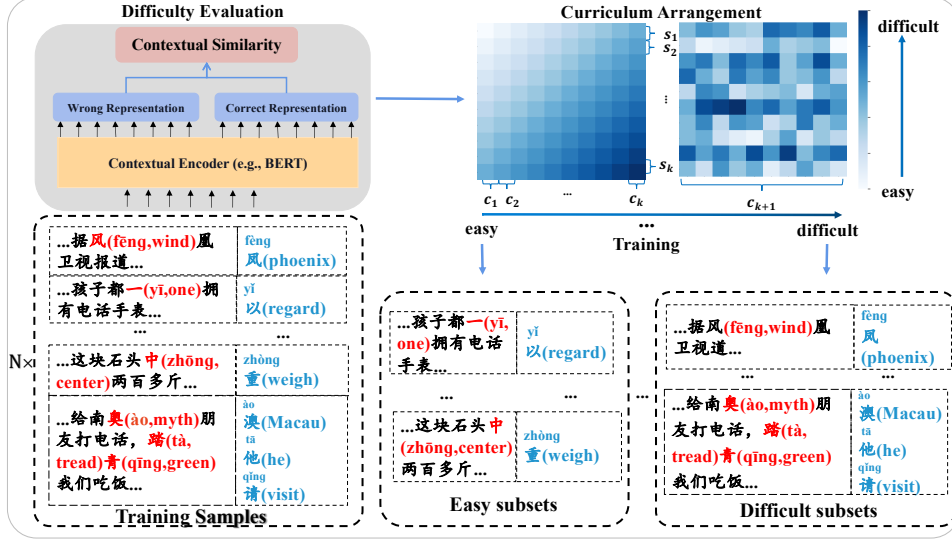 Difficulty Evaluation
Contextual Similarity
Wrong Representation
Correct Representation
Contextual Encoder (e.g., BERT)
Curriculum Arrangement
s1
s2
...
sk
c1 c2 ... ck
ck+1
difficult
easy
easy ... difficult
Training
N×
...据风(fēng,wind)凰
卫视报道...
fèng
凤(phoenix)
...孩子都一(yī,one)拥
有电话手表...
yǐ
以(regard)
... ...
...这块石头中(zhōng,
center)两百多斤...
zhòng
重(weigh)
...给南奥(ào,myth)朋
友打电话，踏(tà,
tread)青(qīng,green)
我们吃饭...
ào
澳(Macau)
tā
他(he)
qǐng
请(visit)
Training Samples
...孩子都一(yī,
one)拥有电话
手表...
yǐ
以(regard)
... ...
...这块石头中
(zhōng,center)
两百多斤...
zhòng
重(weigh)
Easy subsets
...
...据风(fēng,wind)凰
卫视道...
fèng
凤
(phoenix)
... ...
...给南奥(ào,myth)朋
友打电话，踏(tà,
tread)青(qīng,green)
我们吃饭...
ào
澳(Macau)
tā
他(he)
qǐng
请(visit)
Difficult subsets